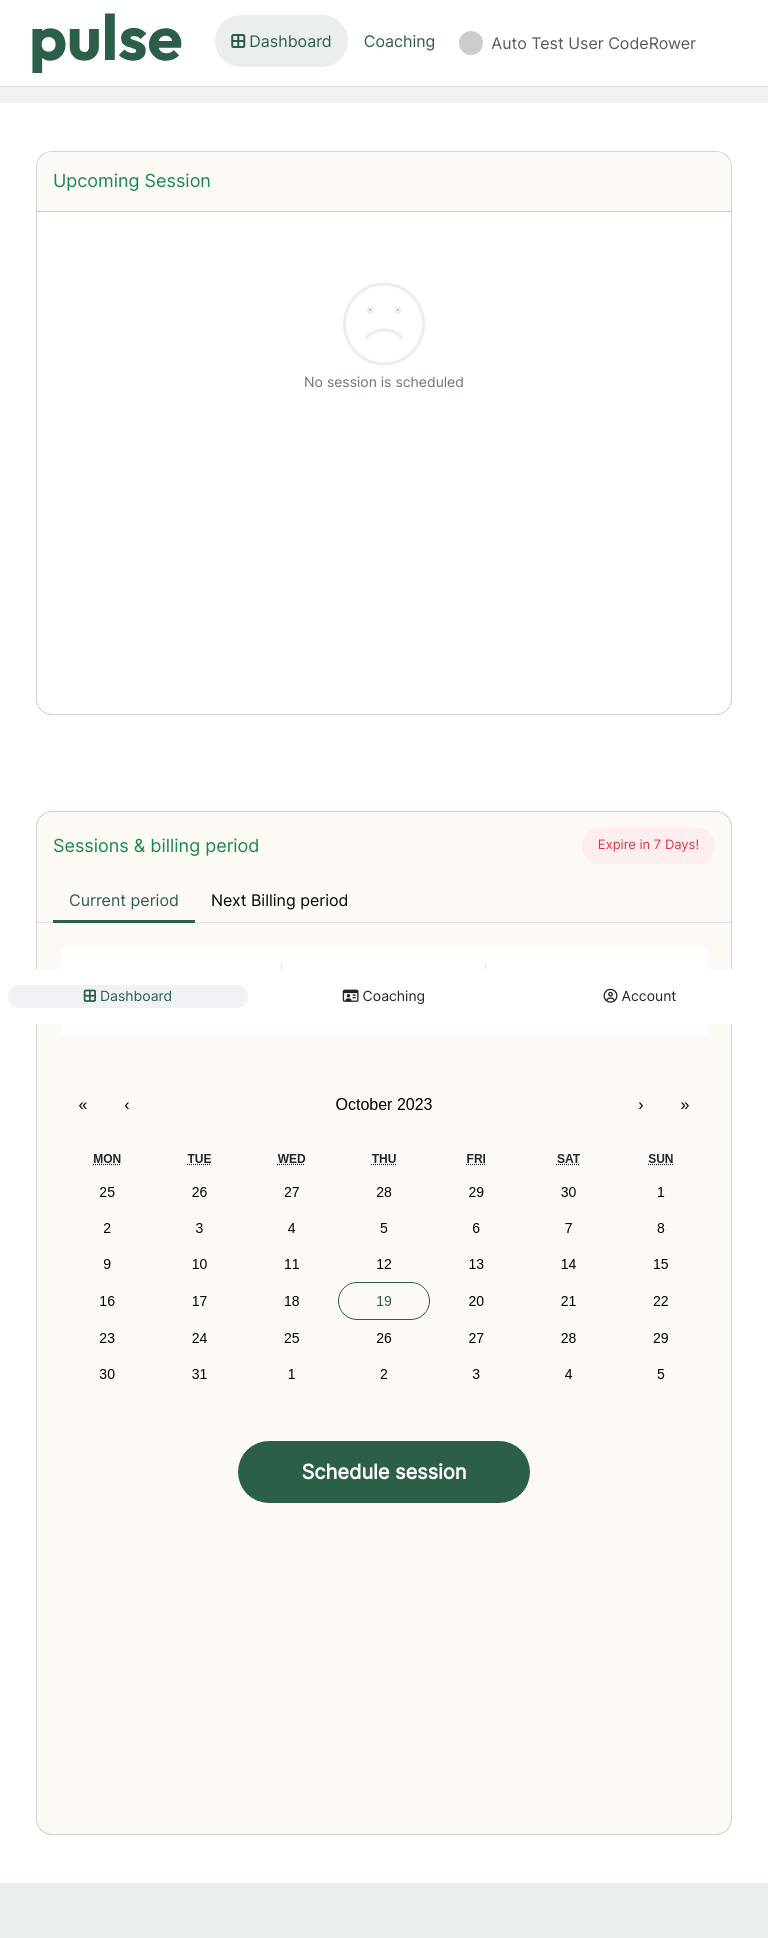 pulse
Dashboard
Coaching
Auto Test User CodeRower
Upcoming Session
No session is scheduled
Sessions & billing period
Expire in 7 Days!
Current period
Next Billing period
Dashboard
Coaching
Account
« ‹ October 2023 › »
MON TUE WED THU FRI SAT SUN
25 26 27 28 29 30 1
2 3 4 5 6 7 8
9 10 11 12 13 14 15
16 17 18 19 20 21 22
23 24 25 26 27 28 29
30 31 1 2 3 4 5
Schedule session